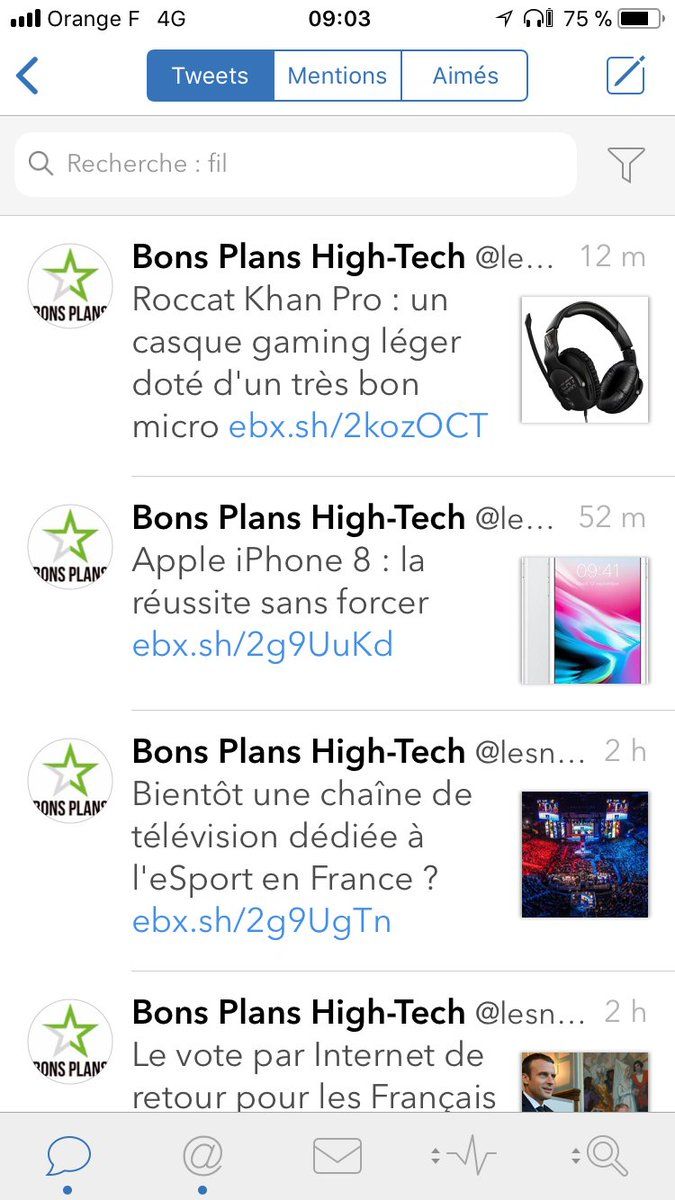 Orange F 4G 09:03 75 %
Tweets Mentions Aimés
Recherche : fil
Bons Plans High-Tech @le... 12 m
Roccat Khan Pro : un
casque gaming léger
doté d'un très bon
micro ebx.sh/2kozOCT
BONS PLANS
Bons Plans High-Tech @le... 52 m
Apple iPhone 8 : la
réussite sans forcer
ebx.sh/2g9UuKd
BONS PLANS
09:41
Bons Plans High-Tech @lesn... 2 h
Bientôt une chaîne de
télévision dédiée à
l'eSport en France ?
ebx.sh/2g9UgTn
BONS PLANS
Bons Plans High-Tech @lesn... 2 h
Le vote par Internet de
retour pour les Français
BONS PLANS